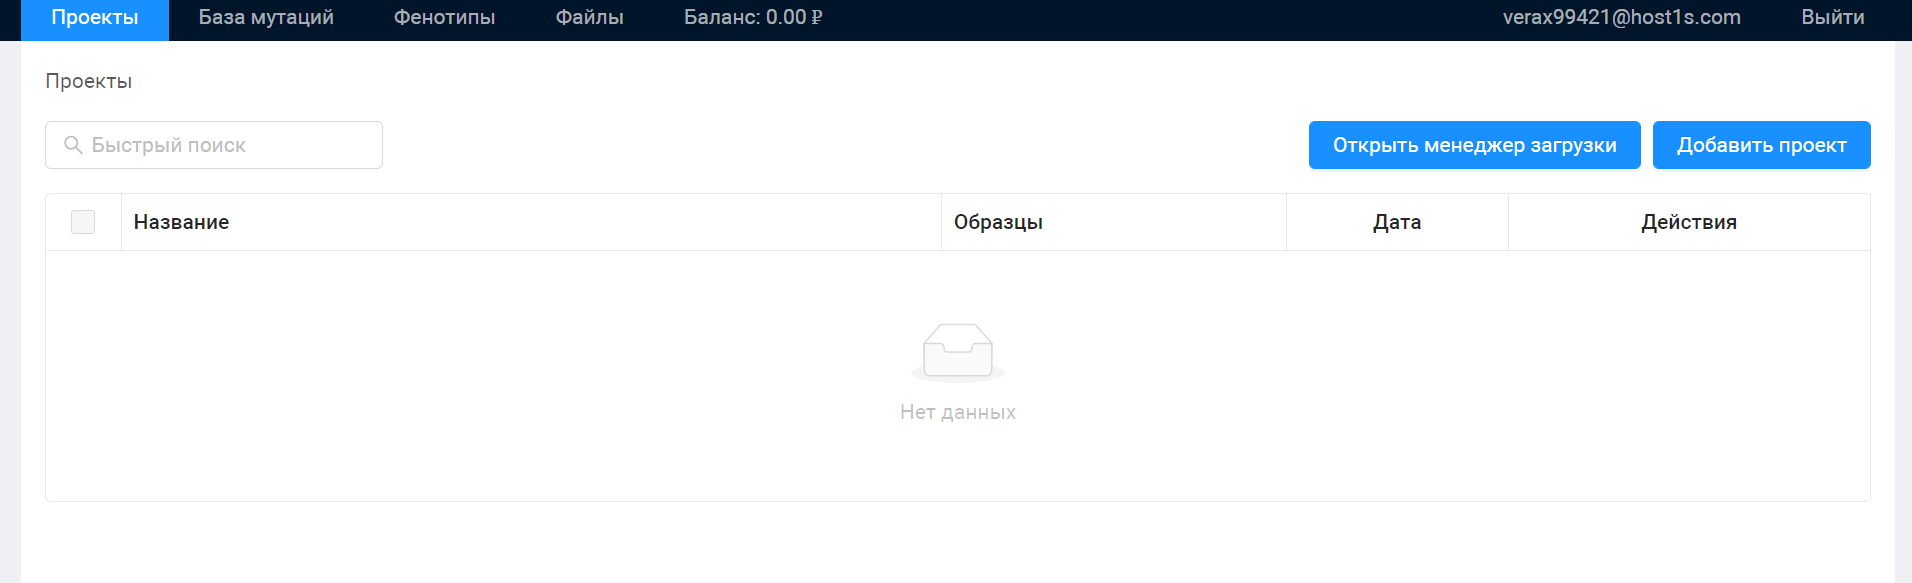 Проекты База мутаций Фенотипы Файлы Баланс: 0.00 ₽ verax99421@host1s.com Выйти
Проекты
Быстрый поиск Открыть менеджер загрузки Добавить проект
Название Образцы Дата Действия
Нет данных